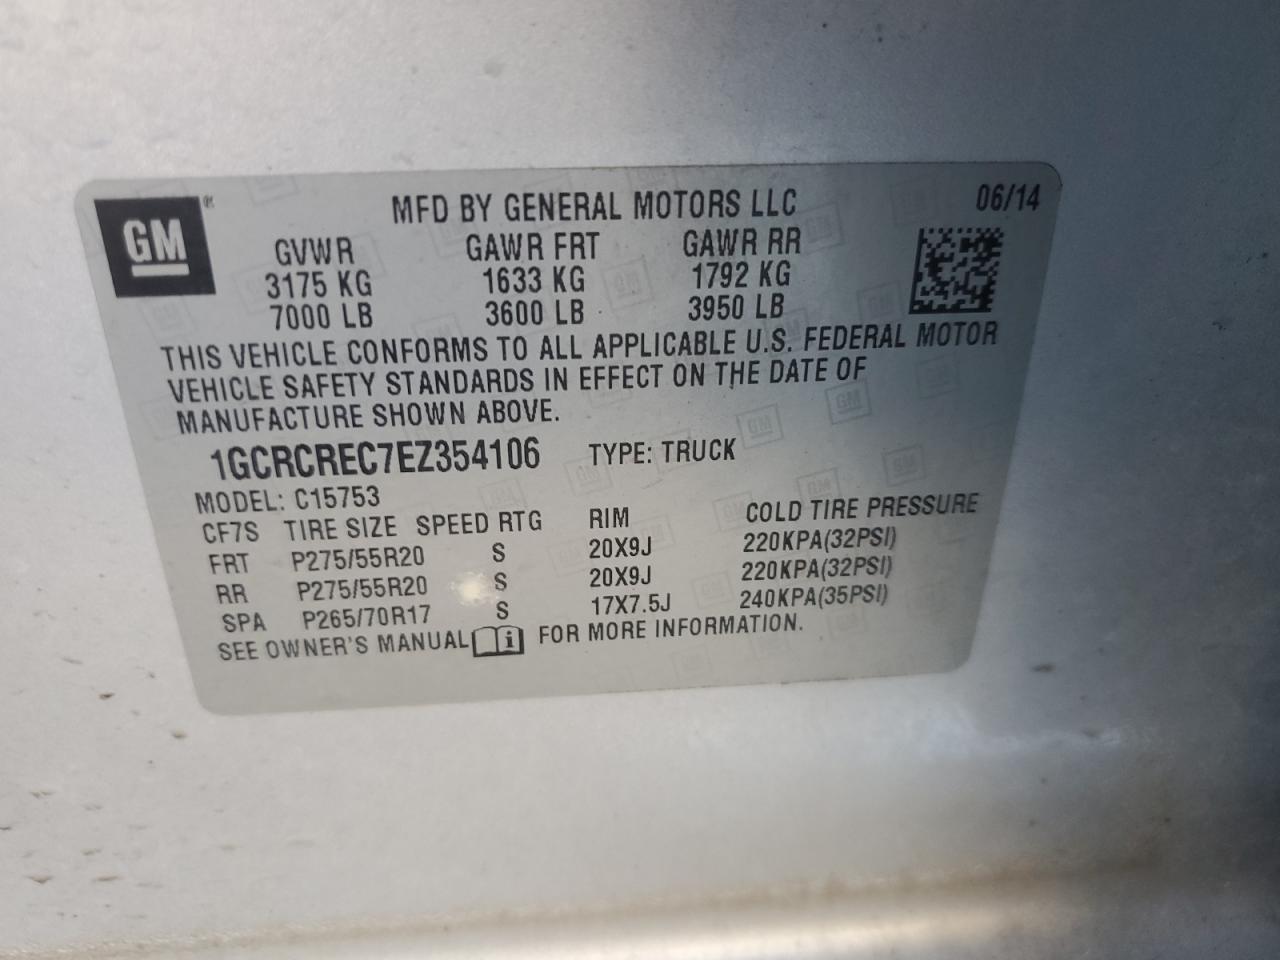 GM®
MFD BY GENERAL MOTORS LLC 06/14
GVWR GAWR FRT GAWR RR
3175 KG 1633 KG 1792 KG
7000 LB 3600 LB 3950 LB
THIS VEHICLE CONFORMS TO ALL APPLICABLE U.S. FEDERAL MOTOR
VEHICLE SAFETY STANDARDS IN EFFECT ON THE DATE OF
MANUFACTURE SHOWN ABOVE.
1GCRCREC7EZ354106 TYPE: TRUCK
MODEL: C15753
CF7S TIRE SIZE SPEED RTG RIM COLD TIRE PRESSURE
FRT P275/55R20 S 20X9J 220KPA(32PSI)
RR P275/55R20 S 20X9J 220KPA(32PSI)
SPA P265/70R17 S 17X7.5J 240KPA(35PSI)
SEE OWNER'S MANUAL i FOR MORE INFORMATION.